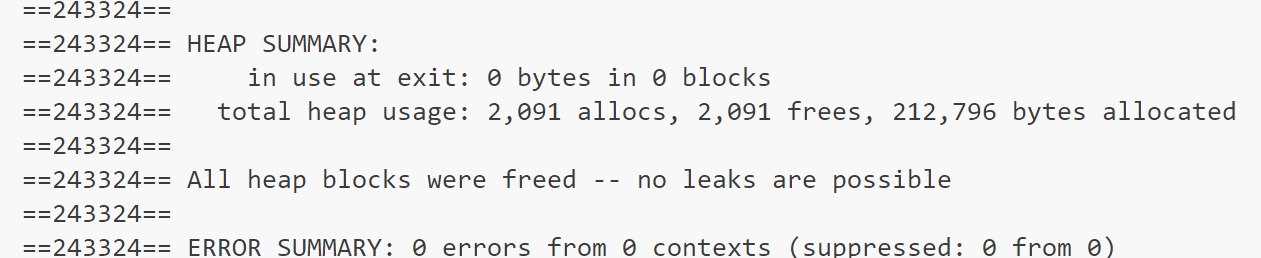 ==243324==
==243324== HEAP SUMMARY:
==243324==     in use at exit: 0 bytes in 0 blocks
==243324==   total heap usage: 2,091 allocs, 2,091 frees, 212,796 bytes allocated
==243324==
==243324== All heap blocks were freed -- no leaks are possible
==243324==
==243324== ERROR SUMMARY: 0 errors from 0 contexts (suppressed: 0 from 0)